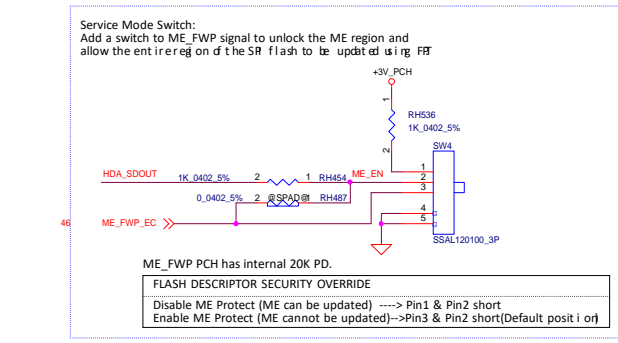 Service Mode Switch:
Add a switch to ME_FWP signal to unlock the ME region and
allow the entire region of the SPI flash to be updated using FPT
+3V_PCH
1
RH536
1K_0402_5%
2
SW4
HDA_SDOUT 1K_0402_5% 2 1 RH454 ME_EN 1
2
0_0402_5% 2 @SPAD@1 RH487 3
46 ME_FWP_EC 4
5
SSAL120100_3P
ME_FWP PCH has internal 20K PD.
FLASH DESCRIPTOR SECURITY OVERRIDE
Disable ME Protect (ME can be updated) ----> Pin1 & Pin2 short
Enable ME Protect (ME cannot be updated)-->Pin3 & Pin2 short(Default position)